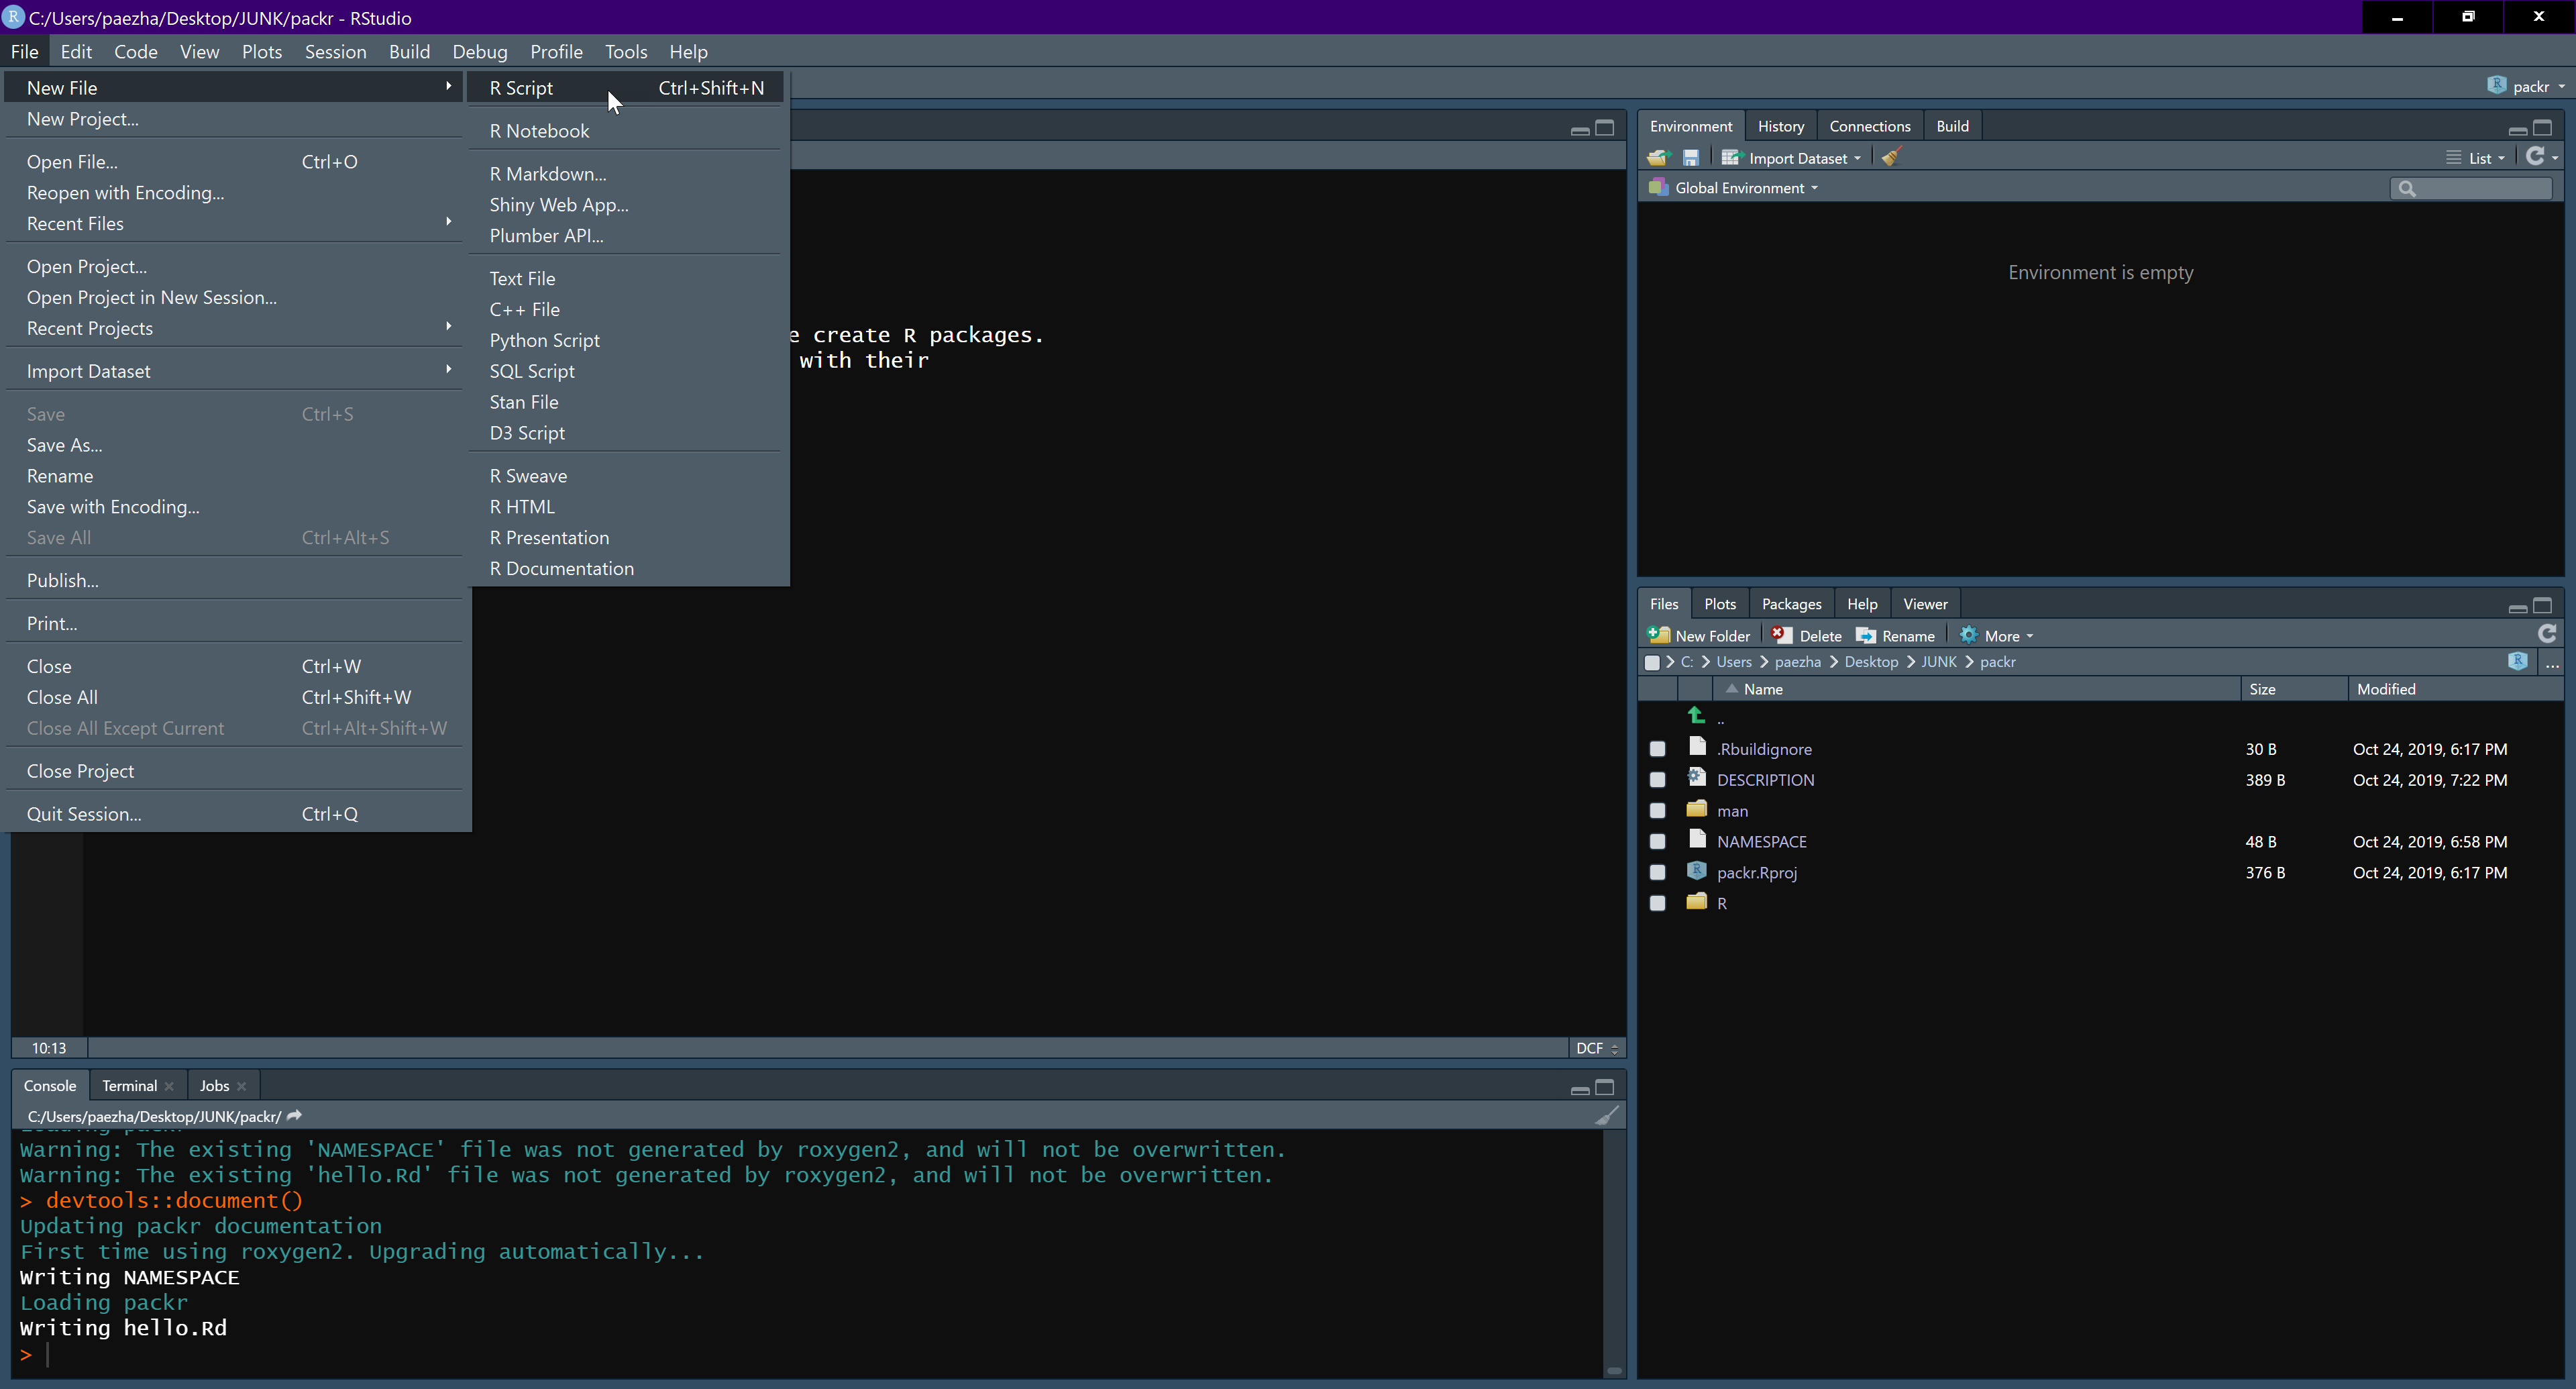 C:/Users/paezha/Desktop/JUNK/packr - RStudio
File Edit Code View Plots Session Build Debug Profile Tools Help
packr
New File
New Project...
Open File... Ctrl+O
Reopen with Encoding...
Recent Files
Open Project...
Open Project in New Session...
Recent Projects
Import Dataset
Save Ctrl+S
Save As...
Rename
Save with Encoding...
Save All Ctrl+Alt+S
Publish...
Print...
Close Ctrl+W
Close All Ctrl+Shift+W
Close All Except Current Ctrl+Alt+Shift+W
Close Project
Quit Session... Ctrl+Q
R Script Ctrl+Shift+N
R Notebook
R Markdown...
Shiny Web App...
Plumber API...
Text File
C++ File
Python Script
SQL Script
Stan File
D3 Script
R Sweave
R HTML
R Presentation
R Documentation
e create R packages.
with their
10:13 DCF
Console Terminal Jobs
C:/Users/paezha/Desktop/JUNK/packr/
Warning: The existing 'NAMESPACE' file was not generated by roxygen2, and will not be overwritten.
Warning: The existing 'hello.Rd' file was not generated by roxygen2, and will not be overwritten.
> devtools::document()
Updating packr documentation
First time using roxygen2. Upgrading automatically...
Writing NAMESPACE
Loading packr
Writing hello.Rd
>
Environment History Connections Build
Import Dataset List
Global Environment
Environment is empty
Files Plots Packages Help Viewer
New Folder Delete Rename More
C: > Users > paezha > Desktop > JUNK > packr ...
Name Size Modified
..
.Rbuildignore 30 B Oct 24, 2019, 6:17 PM
DESCRIPTION 389 B Oct 24, 2019, 7:22 PM
man
NAMESPACE 48 B Oct 24, 2019, 6:58 PM
packr.Rproj 376 B Oct 24, 2019, 6:17 PM
R